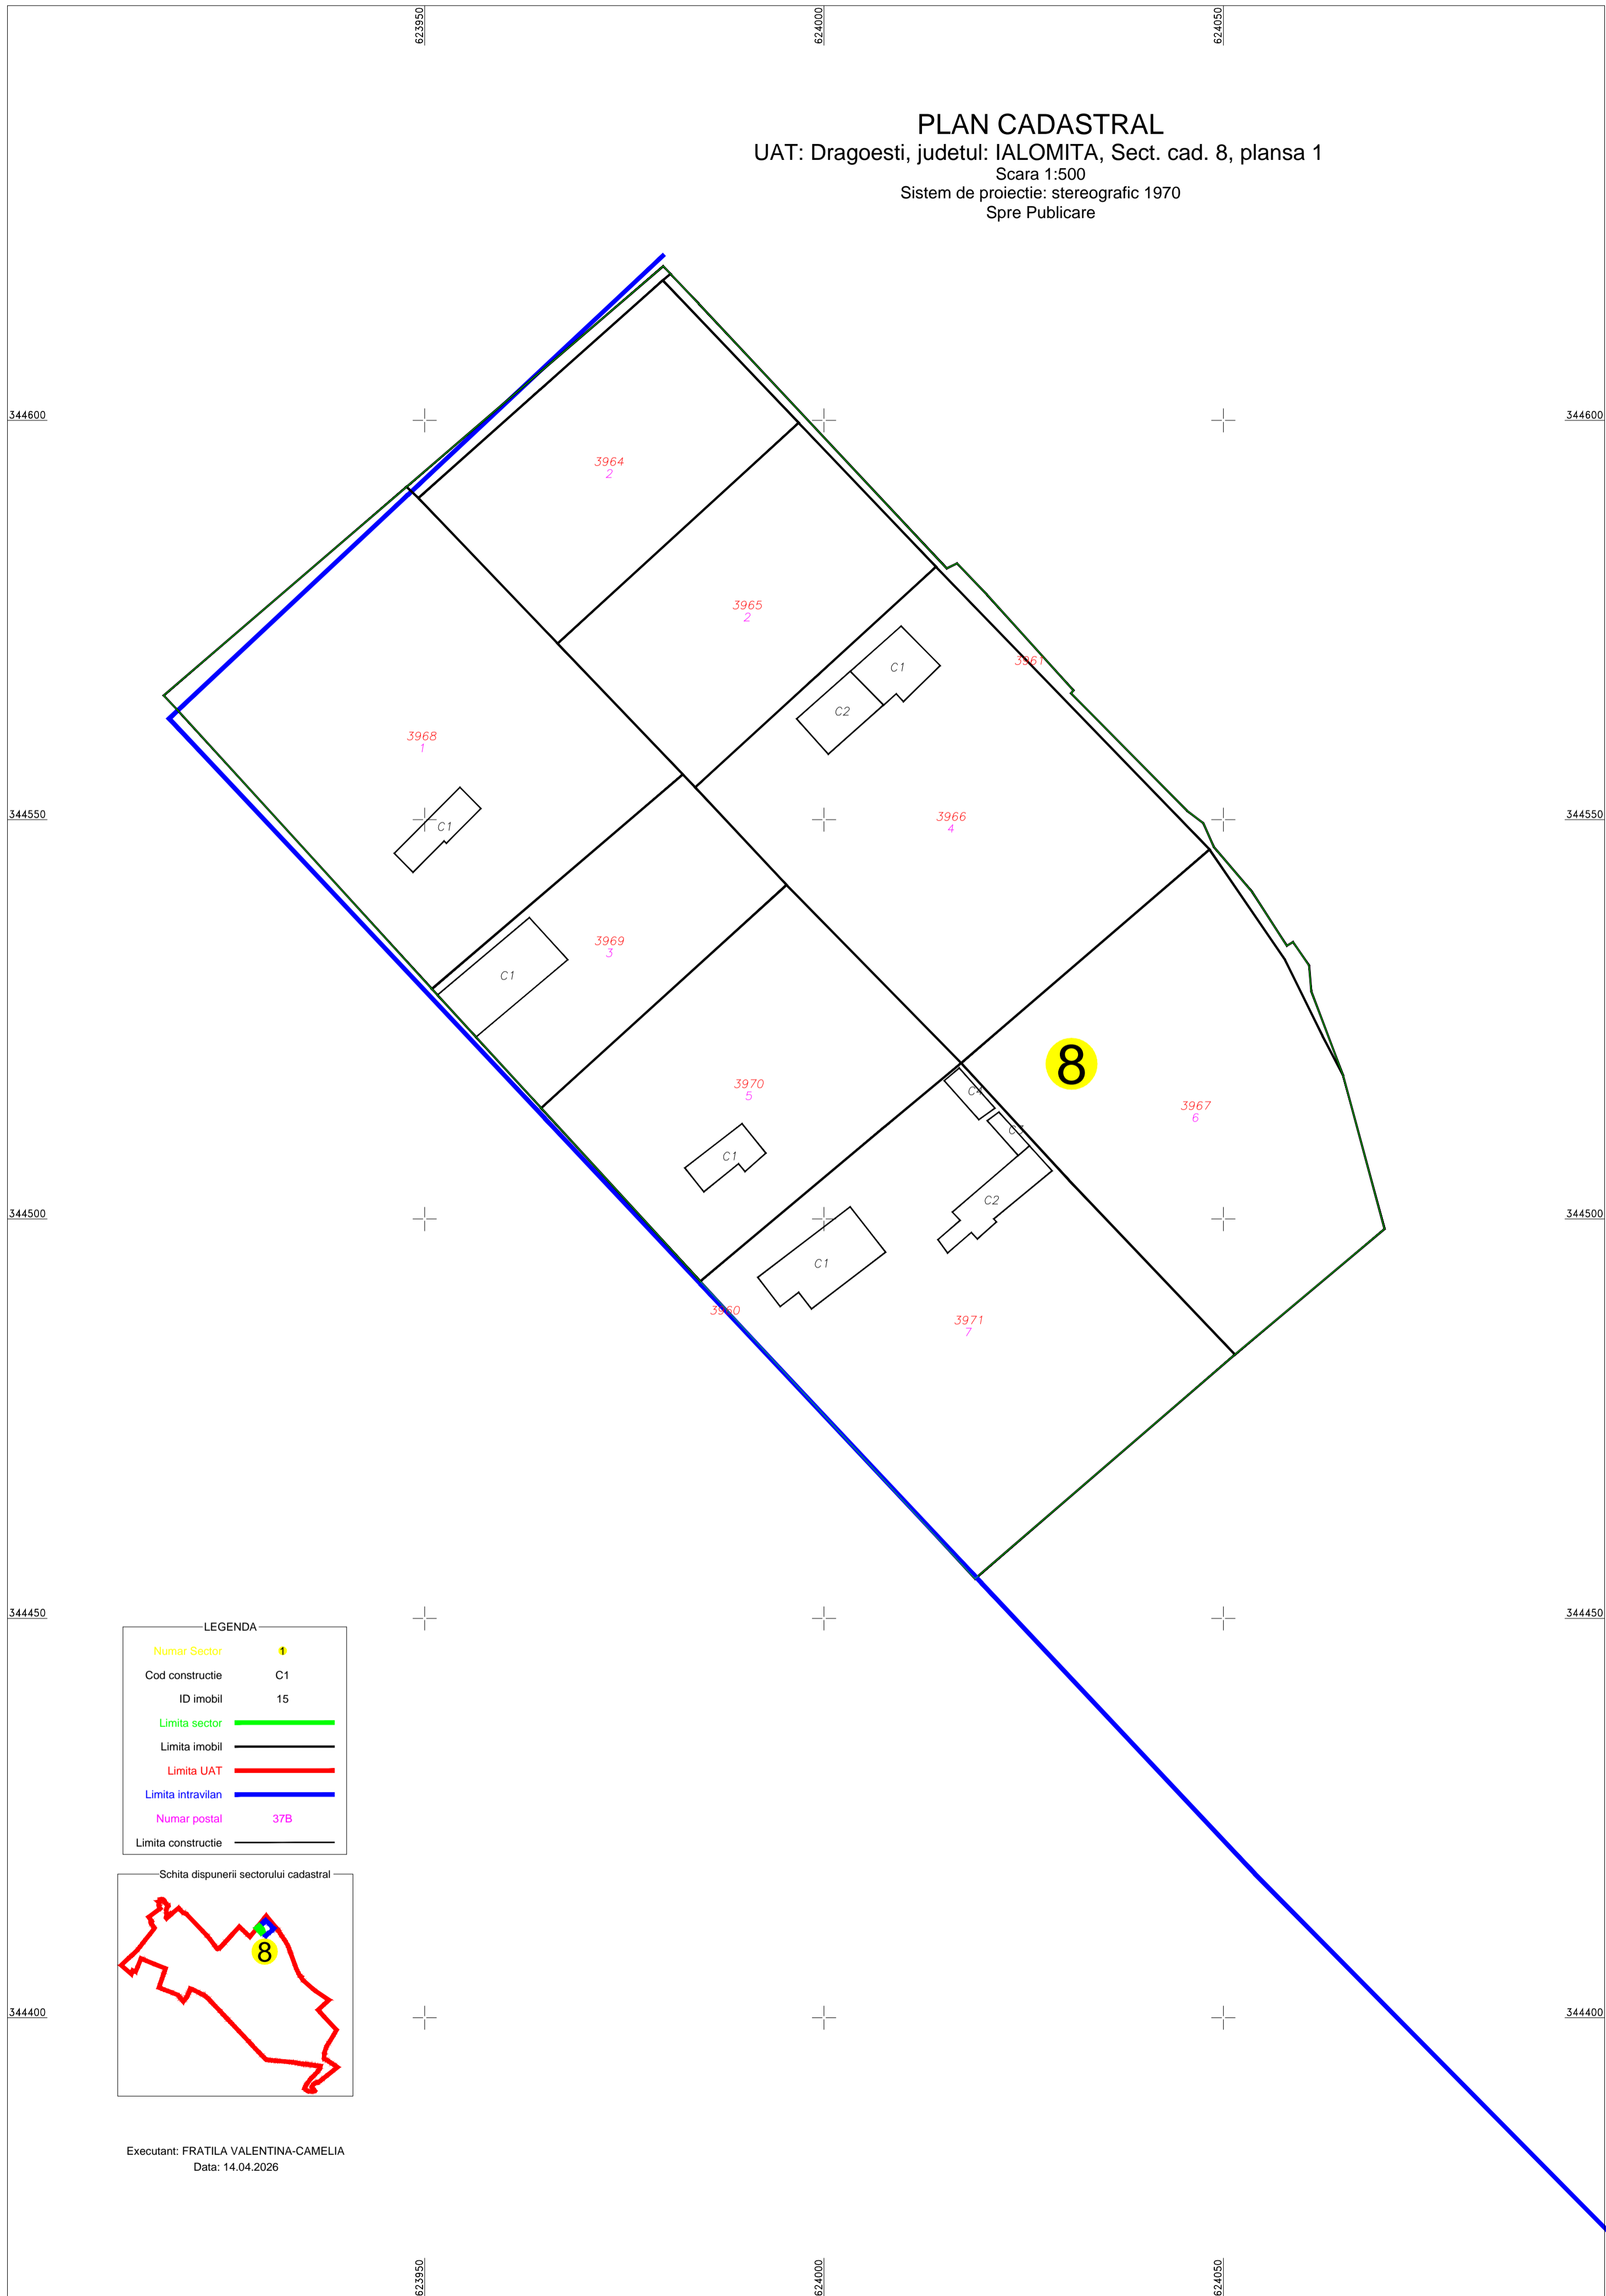 623950
624000
624050
PLAN CADASTRAL
UAT: Dragoesti, judetul: IALOMITA, Sect. cad. 8, plansa 1
Scara 1:500
Sistem de proiectie: stereografic 1970
Spre Publicare
344600
344600
3964
2
3965
2
3961
C1
C2
3968
1
344550
344550
C1
3966
4
3969
3
C1
8
3970
5
C4
3967
6
C3
C1
C2
344500
344500
C1
3960
3971
7
344450
344450
LEGENDA
Numar Sector 1
Cod constructie C1
ID imobil 15
Limita sector
Limita imobil
Limita UAT
Limita intravilan
Numar postal 37B
Limita constructie
Schita dispunerii sectorului cadastral
8
344400
344400
Executant: FRATILA VALENTINA-CAMELIA
Data: 14.04.2026
623950
624000
624050